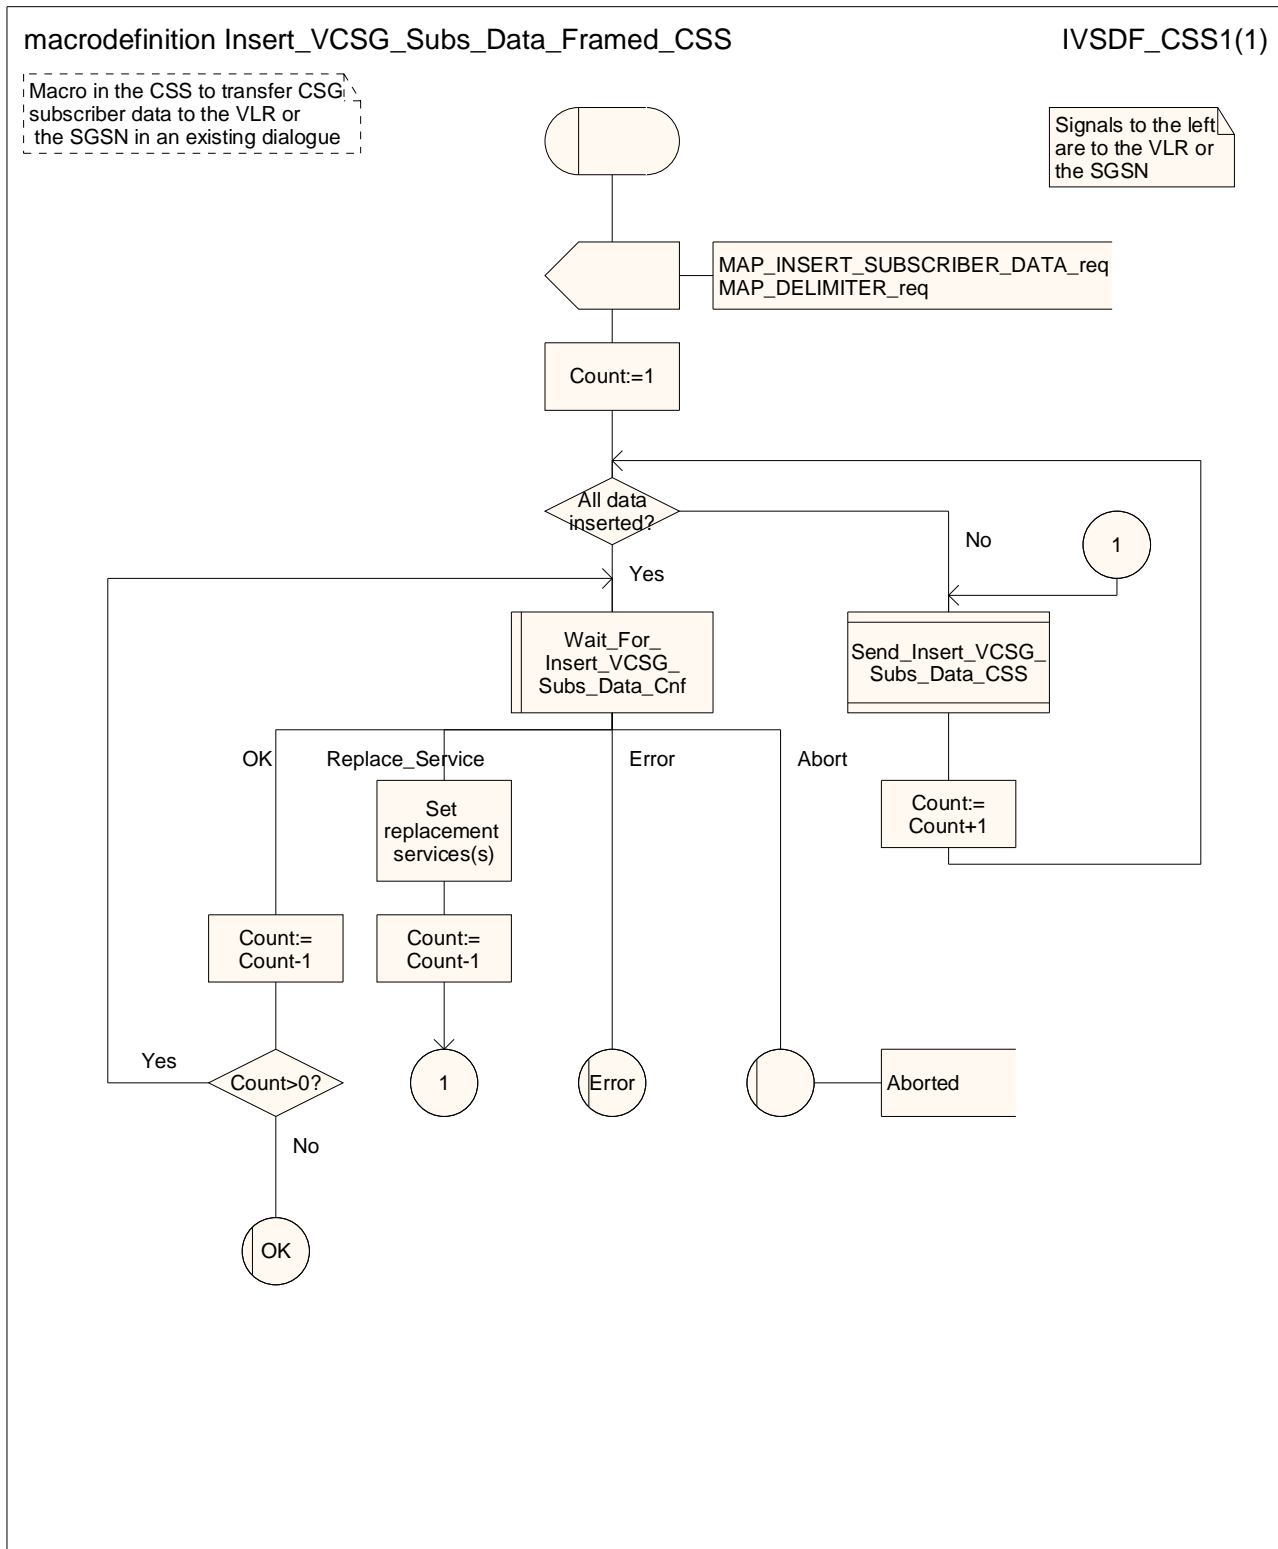 macrodefinition Insert_VCSG_Subs_Data_Framed_CSS
IVSDF_CSS1(1)
Macro in the CSS to transfer CSG
subscriber data to the VLR or
the SGSN in an existing dialogue
Signals to the left
are to the VLR or
the SGSN
MAP_INSERT_SUBSCRIBER_DATA_req
MAP_DELIMITER_req
Count:=1
All data
inserted?
No
1
Yes
Wait_For_
Insert_VCSG_
Subs_Data_Cnf
Send_Insert_VCSG_
Subs_Data_CSS
OK
Replace_Service
Error
Abort
Set
replacement
services(s)
Count:=
Count+1
Count:=
Count-1
Count:=
Count-1
Yes
Count>0?
1
Error
Aborted
No
OK